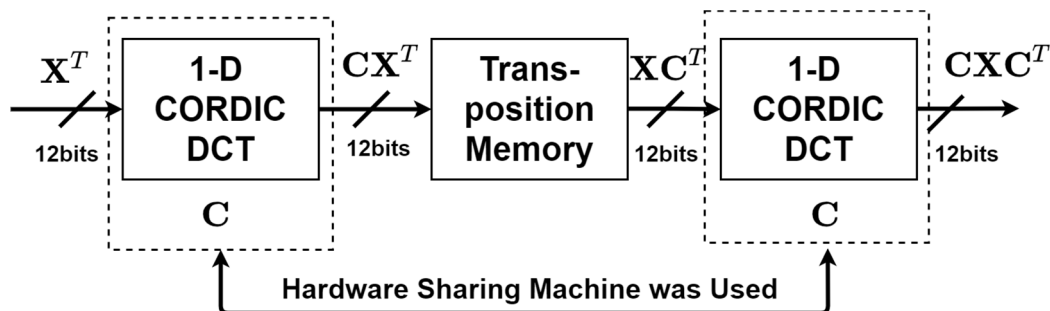 X^T
12bits
1-D
CORDIC
DCT
C
CX^T
12bits
Trans-
position
Memory
XC^T
12bits
1-D
CORDIC
DCT
C
CXC^T
12bits
Hardware Sharing Machine was Used